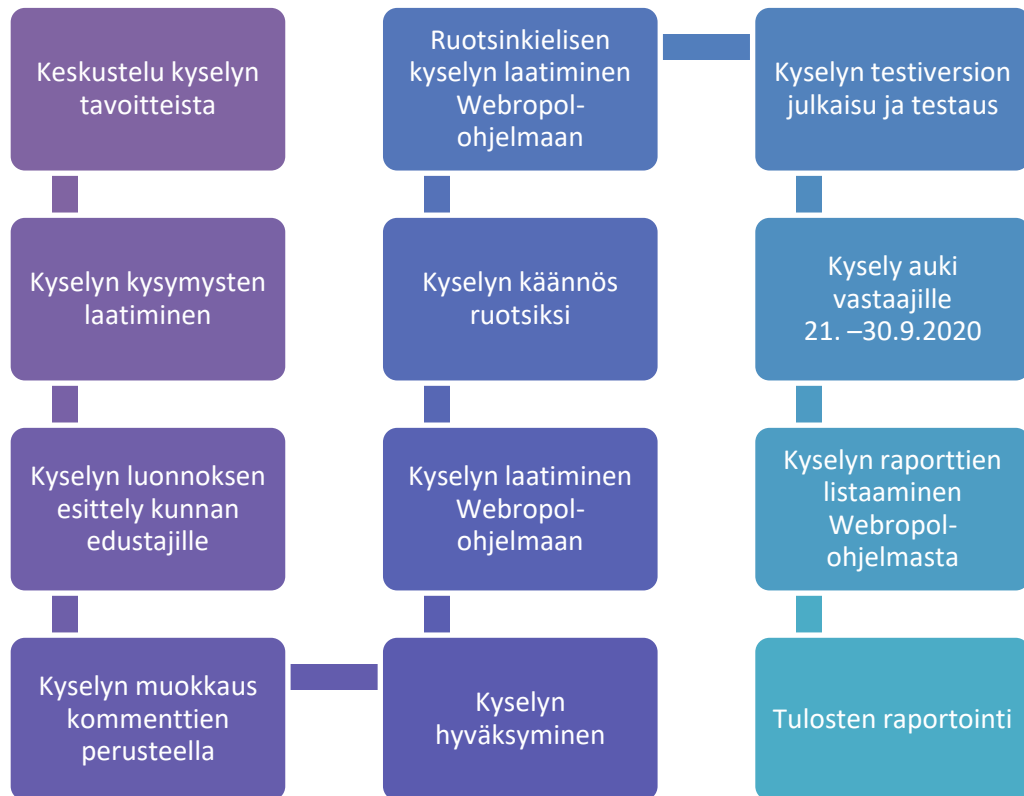 Keskustelu kyselyn
tavoitteista
Kyselyn kysymysten
laatiminen
Kyselyn luonnoksen
esittely kunnan
edustajille
Kyselyn muokkaus
kommenttien
perusteella
Kyselyn
hyväksyminen
Kyselyn laatiminen
Webropol-
ohjelmaan
Kyselyn käännös
ruotsiksi
Ruotsinkielisen
kyselyn laatiminen
Webropol-
ohjelmaan
Kyselyn testiversion
julkaisu ja testaus
Kysely auki
vastaajille
21. –30.9.2020
Kyselyn raporttien
listaaminen
Webropol-
ohjelmasta
Tulosten raportointi